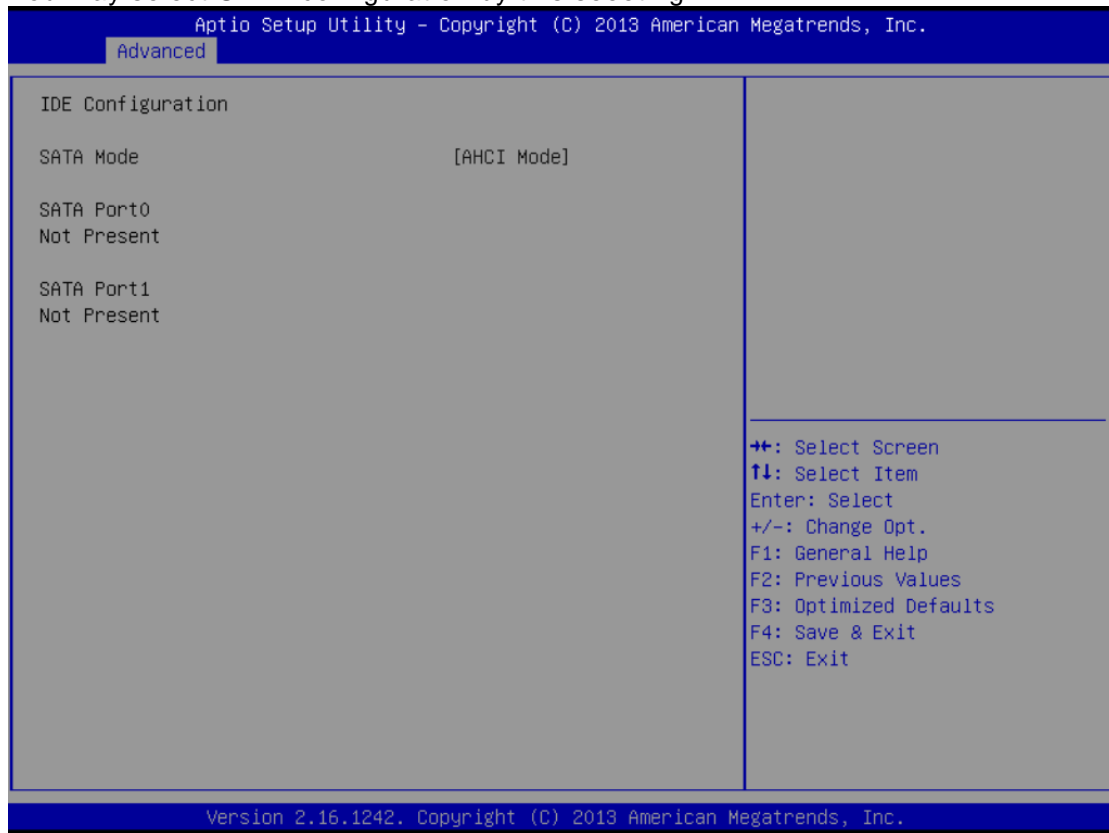 Aptio Setup Utility – Copyright (C) 2013 American Megatrends, Inc.
Advanced
IDE Configuration
SATA Mode [AHCI Mode]
SATA Port0
Not Present
SATA Port1
Not Present
→←: Select Screen
↑↓: Select Item
Enter: Select
+/-: Change Opt.
F1: General Help
F2: Previous Values
F3: Optimized Defaults
F4: Save & Exit
ESC: Exit
Version 2.16.1242. Copyright (C) 2013 American Megatrends, Inc.